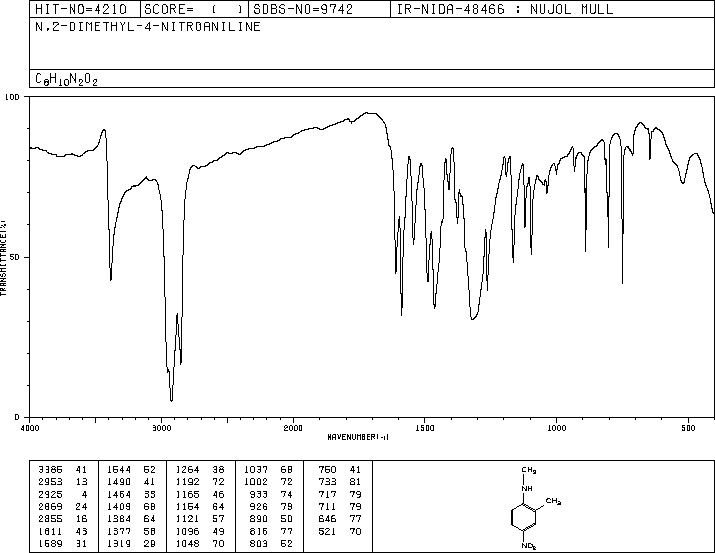 HIT-NO=4210 SCORE= ( ) SDBS-NO=9742 IR-NIDA-48466 : NUJOL MULL
N,2-DIMETHYL-4-NITROANILINE
C8H10N2O2
100
50
0
TRANSMITTANCE(%)
4000 3000 2000 1500 1000 500
WAVENUMBER(-1)
3385 41 1544 52 1264 38 1037 68 750 41
2953 13 1490 41 1192 72 1002 72 733 81
2925 4 1464 33 1165 46 933 74 717 79
2869 24 1409 68 1154 64 926 79 711 79
2855 16 1384 64 1121 57 890 50 646 77
1611 43 1377 58 1096 49 816 77 521 70
1589 31 1319 29 1048 70 803 52
CH3
NH
CH3
NO2